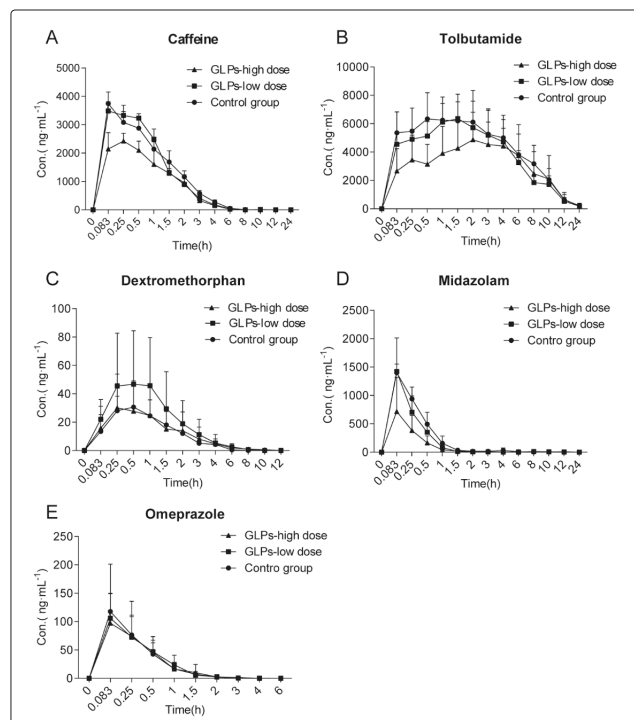 A
Caffeine
GLPs-high dose
GLPs-low dose
Control group
Con.( ng·mL⁻¹)
5000
4000
3000
2000
1000
0
0 0.083 0.25 0.5 1 1.5 2 3 4 6 8 10 12 24
Time(h)
B
Tolbutamide
GLPs-high dose
GLPs-low dose
Control group
Con.( ng·mL⁻¹)
10000
8000
6000
4000
2000
0
0 0.083 0.25 0.5 1 1.5 2 3 4 6 8 10 12 24
Time(h)
C
Dextromethorphan
GLPs-high dose
GLPs-low dose
Control group
Con.( ng·mL⁻¹)
100
80
60
40
20
0
0 0.083 0.25 0.5 1 1.5 2 3 4 6 8 10 12
Time(h)
D
Midazolam
GLPs-high dose
GLPs-low dose
Contro group
Con.( ng·mL⁻¹)
2500
2000
1500
1000
500
0
0 0.083 0.25 0.5 1 1.5 2 3 4 6 8 10 12 24
Time(h)
E
Omeprazole
GLPs-high dose
GLPs-low dose
Contro group
Con.( ng·mL⁻¹)
250
200
150
100
50
0
0 0.083 0.25 0.5 1 1.5 2 3 4 6
Time(h)